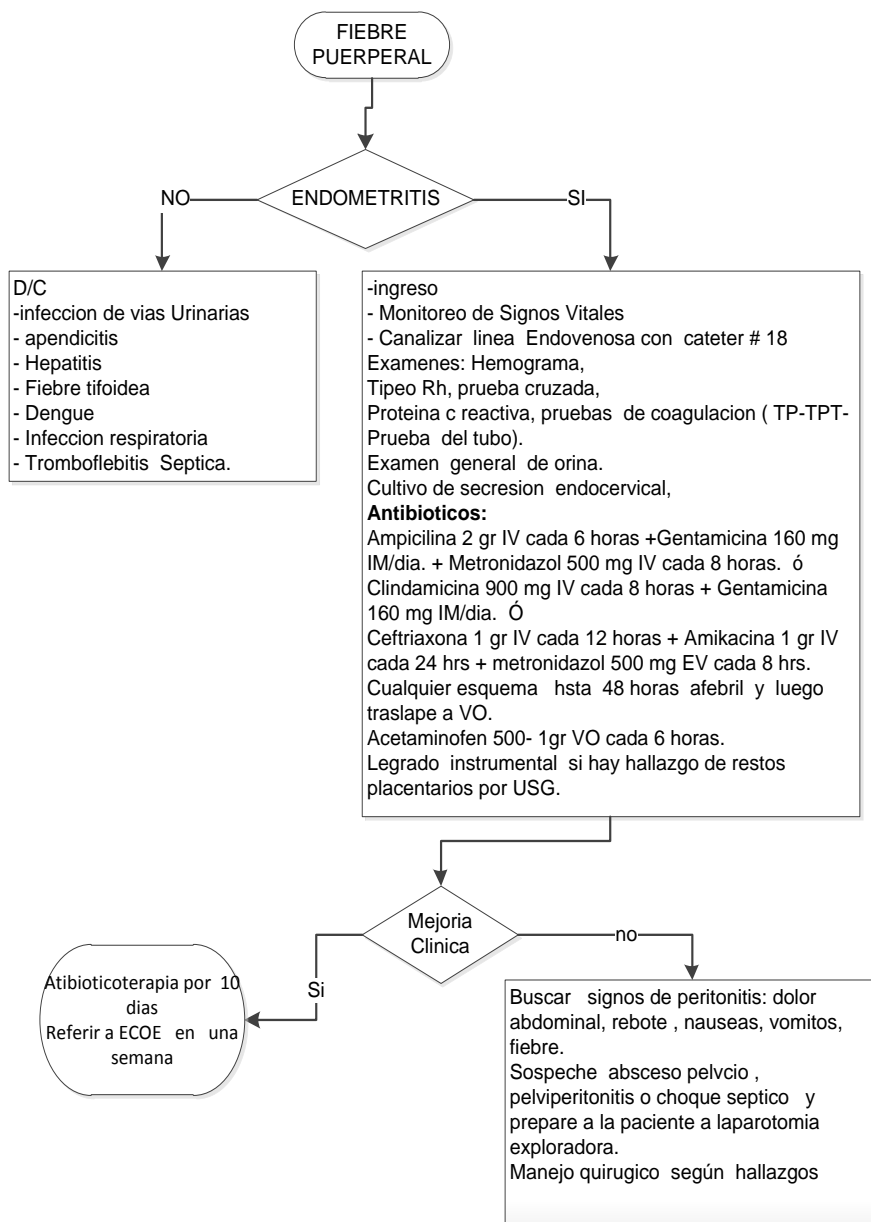 FIEBRE
PUERPERAL
ENDOMETRITIS
NO
SI
D/C
-infeccion de vias Urinarias
- apendicitis
- Hepatitis
- Fiebre tifoidea
- Dengue
- Infeccion respiratoria
- Tromboflebitis Septica.
-ingreso
- Monitoreo de Signos Vitales
- Canalizar linea Endovenosa con cateter # 18
Examenes: Hemograma,
Tipeo Rh, prueba cruzada,
Proteina c reactiva, pruebas de coagulacion ( TP-TPT-
Prueba del tubo).
Examen general de orina.
Cultivo de secresion endocervical,
Antibioticos:
Ampicilina 2 gr IV cada 6 horas +Gentamicina 160 mg
IM/dia. + Metronidazol 500 mg IV cada 8 horas. ó
Clindamicina 900 mg IV cada 8 horas + Gentamicina
160 mg IM/dia. Ó
Ceftriaxona 1 gr IV cada 12 horas + Amikacina 1 gr IV
cada 24 hrs + metronidazol 500 mg EV cada 8 hrs.
Cualquier esquema hsta 48 horas afebril y luego
traslape a VO.
Acetaminofen 500- 1gr VO cada 6 horas.
Legrado instrumental si hay hallazgo de restos
placentarios por USG.
Mejoria
Clinica
Si
no
Atibioticoterapia por 10
dias
Referir a ECOE en una
semana
Buscar signos de peritonitis: dolor
abdominal, rebote , nauseas, vomitos,
fiebre.
Sospeche absceso pelvcio ,
pelviperitonitis o choque septico y
prepare a la paciente a laparotomia
exploradora.
Manejo quirugico según hallazgos